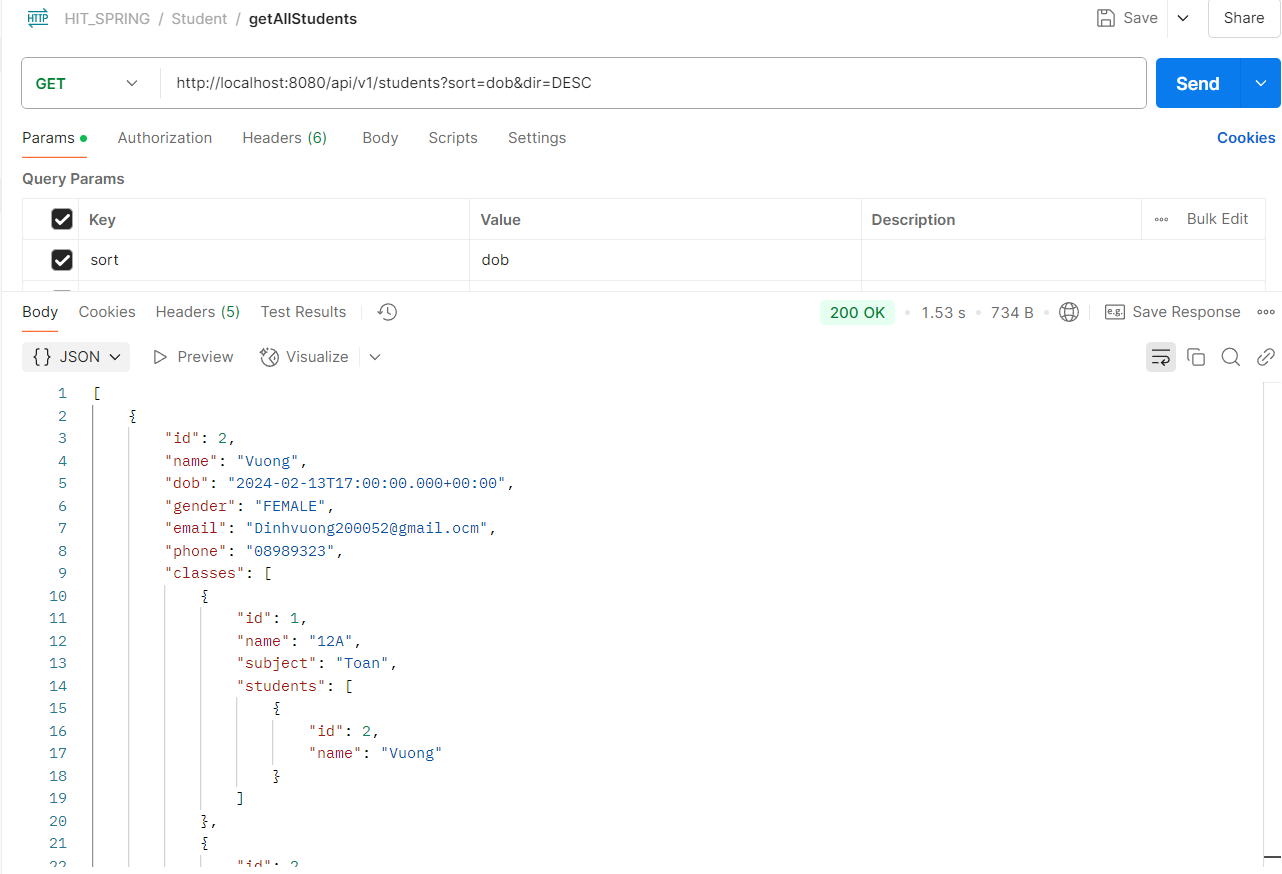 HTTP HIT_SPRING / Student / getAllStudents Save Share
GET http://localhost:8080/api/v1/students?sort=dob&dir=DESC Send
Params Authorization Headers (6) Body Scripts Settings Cookies
Query Params
Key Value Description Bulk Edit
sort dob
Body Cookies Headers (5) Test Results 200 OK 1.53 s 734 B e.g. Save Response
{} JSON Preview Visualize
1 [
2 {
3 "id": 2,
4 "name": "Vuong",
5 "dob": "2024-02-13T17:00:00.000+00:00",
6 "gender": "FEMALE",
7 "email": "Dinhvuong200052@gmail.ocm",
8 "phone": "08989323",
9 "classes": [
10 {
11 "id": 1,
12 "name": "12A",
13 "subject": "Toan",
14 "students": [
15 {
16 "id": 2,
17 "name": "Vuong"
18 }
19 ]
20 },
21 {
22 "id": 2